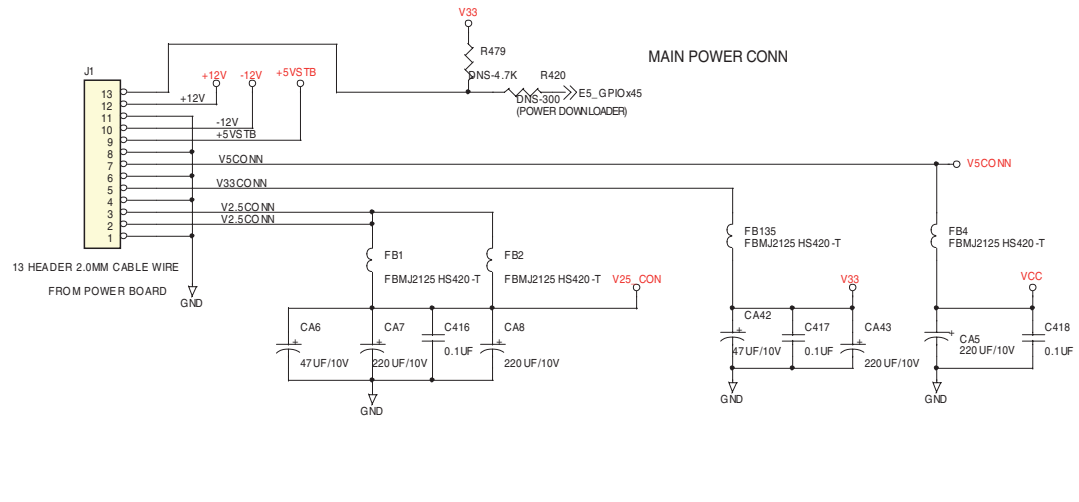 V33
R479
MAIN POWER CONN
J1
+12V
-12V
+5VSTB
DNS-4.7K
R420
13
12
11
10
9
8
7
6
5
4
3
2
1
+12V
-12V
+5VSTB
DNS-300
E5_GPIOx45
(POWER DOWNLOADER)
V5CONN
V5CONN
V33CONN
V2.5CONN
V2.5CONN
FB135
FBMJ2125 HS420-T
FB4
FBMJ2125 HS420-T
FB1
FBMJ2125 HS420-T
FB2
FBMJ2125 HS420-T
13 HEADER 2.0MM CABLE WIRE
FROM POWER BOARD
GND
V25_CON
V33
VCC
CA6
47UF/10V
CA7
220UF/10V
C416
0.1UF
CA8
220UF/10V
GND
CA42
47UF/10V
C417
0.1UF
CA43
220UF/10V
GND
CA5
220UF/10V
C418
0.1UF
GND